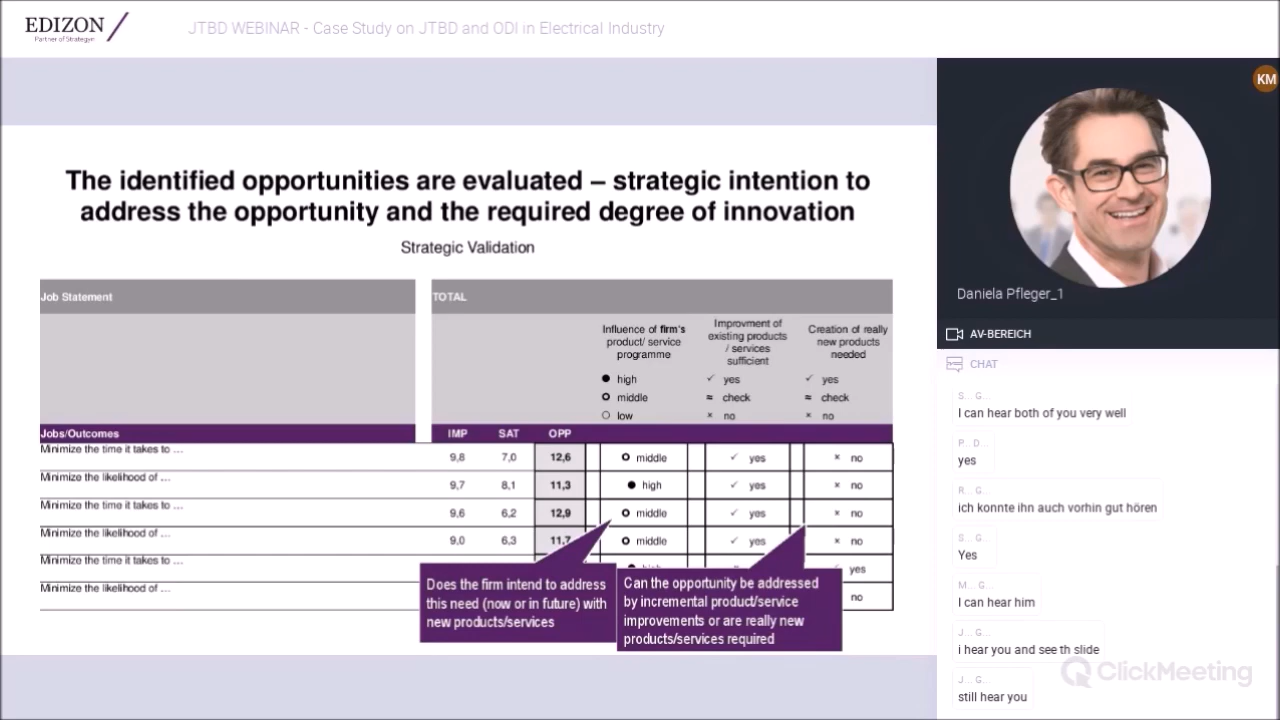 EDIZON
Partner of Strategyn
JTBD WEBINAR - Case Study on JTBD and ODI in Electrical Industry
KM
The identified opportunities are evaluated – strategic intention to
address the opportunity and the required degree of innovation
Strategic Validation
Job Statement
TOTAL
Influence of firm's
product/ service
programme
● high
○ middle
○ low
Improvment of
existing products
/ services
sufficient
✓ yes
≈ check
× no
Creation of really
new products
needed
✓ yes
≈ check
× no
Jobs/Outcomes IMP SAT OPP
Minimize the time it takes to ... 9,8 7,0 12,6 ○ middle ✓ yes × no
Minimize the likelihood of ... 9,7 8,1 11,3 ● high ✓ yes × no
Minimize the time it takes to ... 9,6 6,2 12,9 ○ middle ✓ yes × no
Minimize the likelihood of ... 9,0 6,3 11,7 ○ middle ✓ yes × no
Minimize the time it takes to ... yes
Minimize the likelihood of ... no
Does the firm intend to address
this need (now or in future) with
new products/services
Can the opportunity be addressed
by incremental product/service
improvements or are really new
products/services required
Daniela Pfleger_1
AV-BEREICH
CHAT
S... G...
I can hear both of you very well
P... D...
yes
R... G...
ich konnte ihn auch vorhin gut hören
S... G...
Yes
M... G...
I can hear him
J... G...
i hear you and see th slide
J... G...
still hear you
ClickMeeting